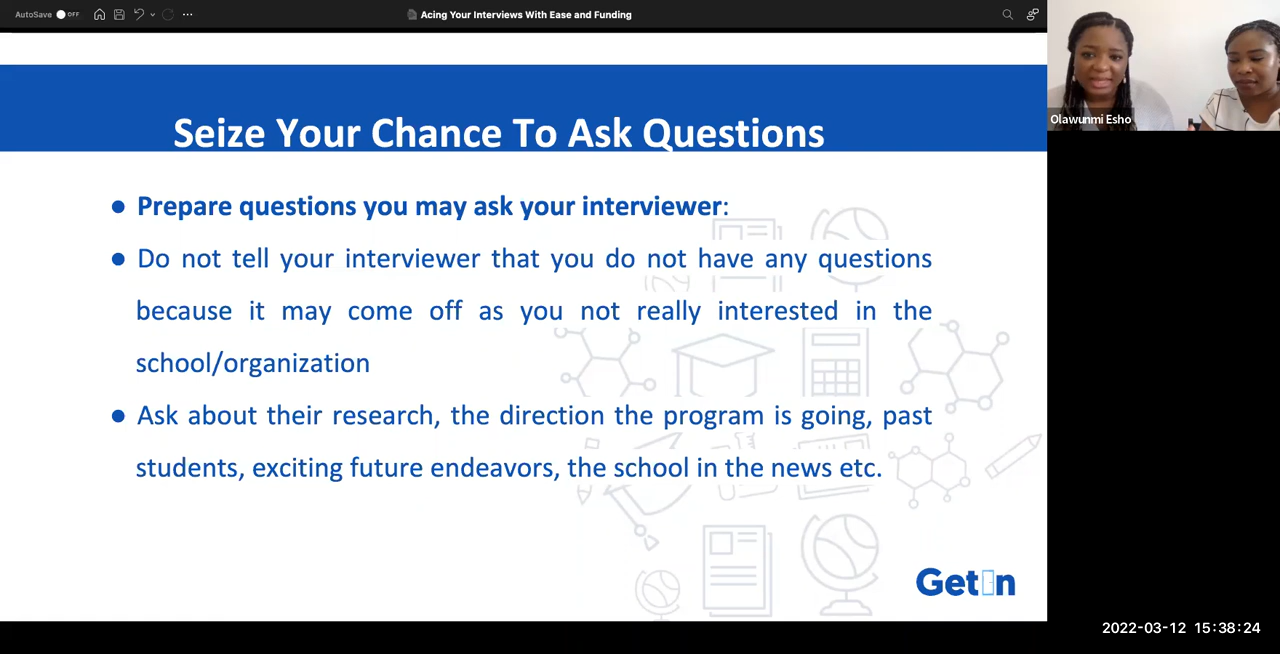 AutoSave OFF
Acing Your Interviews With Ease and Funding
Olawunmi Esho
Seize Your Chance To Ask Questions
● Prepare questions you may ask your interviewer:
● Do not tell your interviewer that you do not have any questions
because it may come off as you not really interested in the
school/organization
● Ask about their research, the direction the program is going, past
students, exciting future endeavors, the school in the news etc.
GetIn
2022-03-12 15:38:24